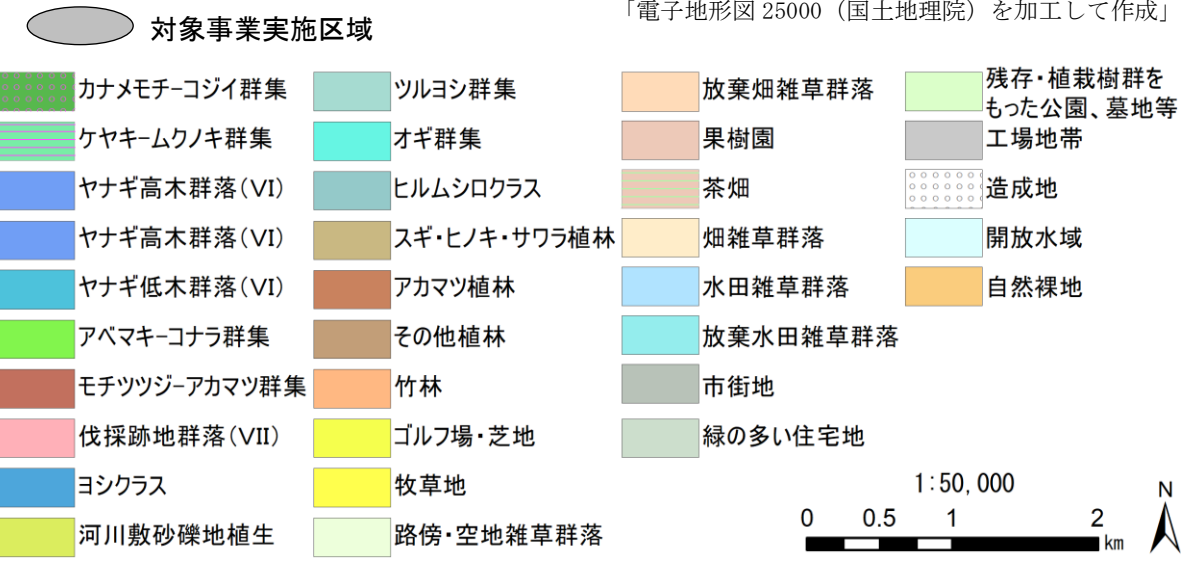 「電子地形図 25000（国土地理院）を加工して作成」
対象事業実施区域
カナメモチｰコジイ群集
ケヤキｰムクノキ群集
ヤナギ高木群落(VI)
ヤナギ高木群落(VI)
ヤナギ低木群落(VI)
アベマキｰコナラ群集
モチツツジｰアカマツ群集
伐採跡地群落(VII)
ヨシクラス
河川敷砂礫地植生
ツルヨシ群集
オギ群集
ヒルムシロクラス
スギ・ヒノキ・サワラ植林
アカマツ植林
その他植林
竹林
ゴルフ場・芝地
牧草地
路傍・空地雑草群落
放棄畑雑草群落
果樹園
茶畑
畑雑草群落
水田雑草群落
放棄水田雑草群落
市街地
緑の多い住宅地
残存・植栽樹群を
もった公園、墓地等
工場地帯
造成地
開放水域
自然裸地
1:50,000
0 0.5 1 2
km
N